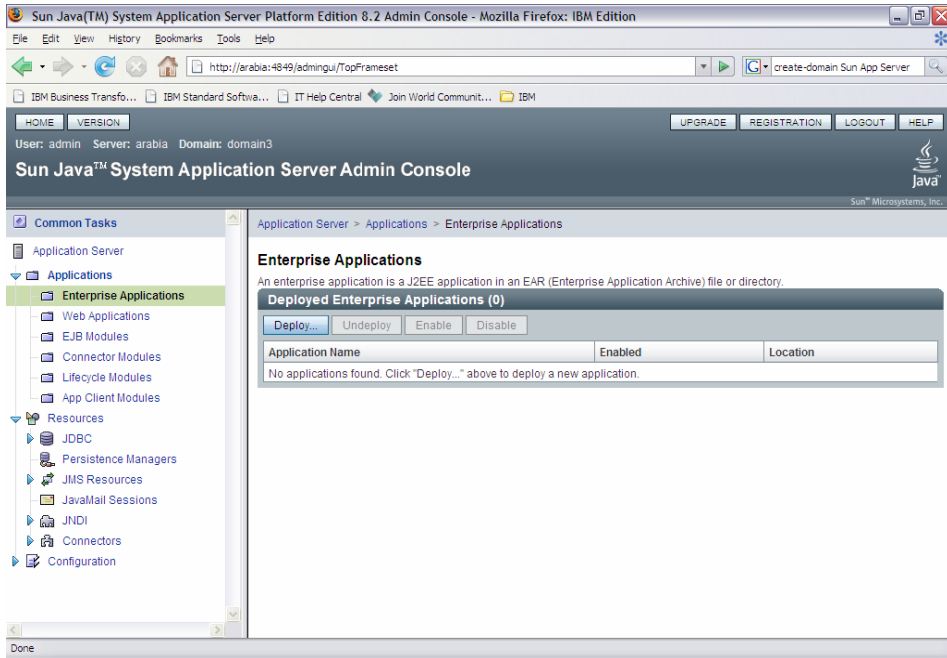 Sun Java(TM) System Application Server Platform Edition 8.2 Admin Console - Mozilla Firefox: IBM Edition
File Edit View History Bookmarks Tools Help
http://arabia:4849/admingui/TopFrameset
G create-domain Sun App Server
IBM Business Transfo... IBM Standard Softwa... IT Help Central Join World Communit... IBM
HOME VERSION UPGRADE REGISTRATION LOGOUT HELP
User: admin Server: arabia Domain: domain3
Sun Java™ System Application Server Admin Console
Java™
Sun™ Microsystems, Inc.
Common Tasks
Application Server
Applications
Enterprise Applications
Web Applications
EJB Modules
Connector Modules
Lifecycle Modules
App Client Modules
Resources
JDBC
Persistence Managers
JMS Resources
JavaMail Sessions
JNDI
Connectors
Configuration
Application Server > Applications > Enterprise Applications
Enterprise Applications
An enterprise application is a J2EE application in an EAR (Enterprise Application Archive) file or directory.
Deployed Enterprise Applications (0)
Deploy... Undeploy Enable Disable
Application Name Enabled Location
No applications found. Click "Deploy..." above to deploy a new application.
Done